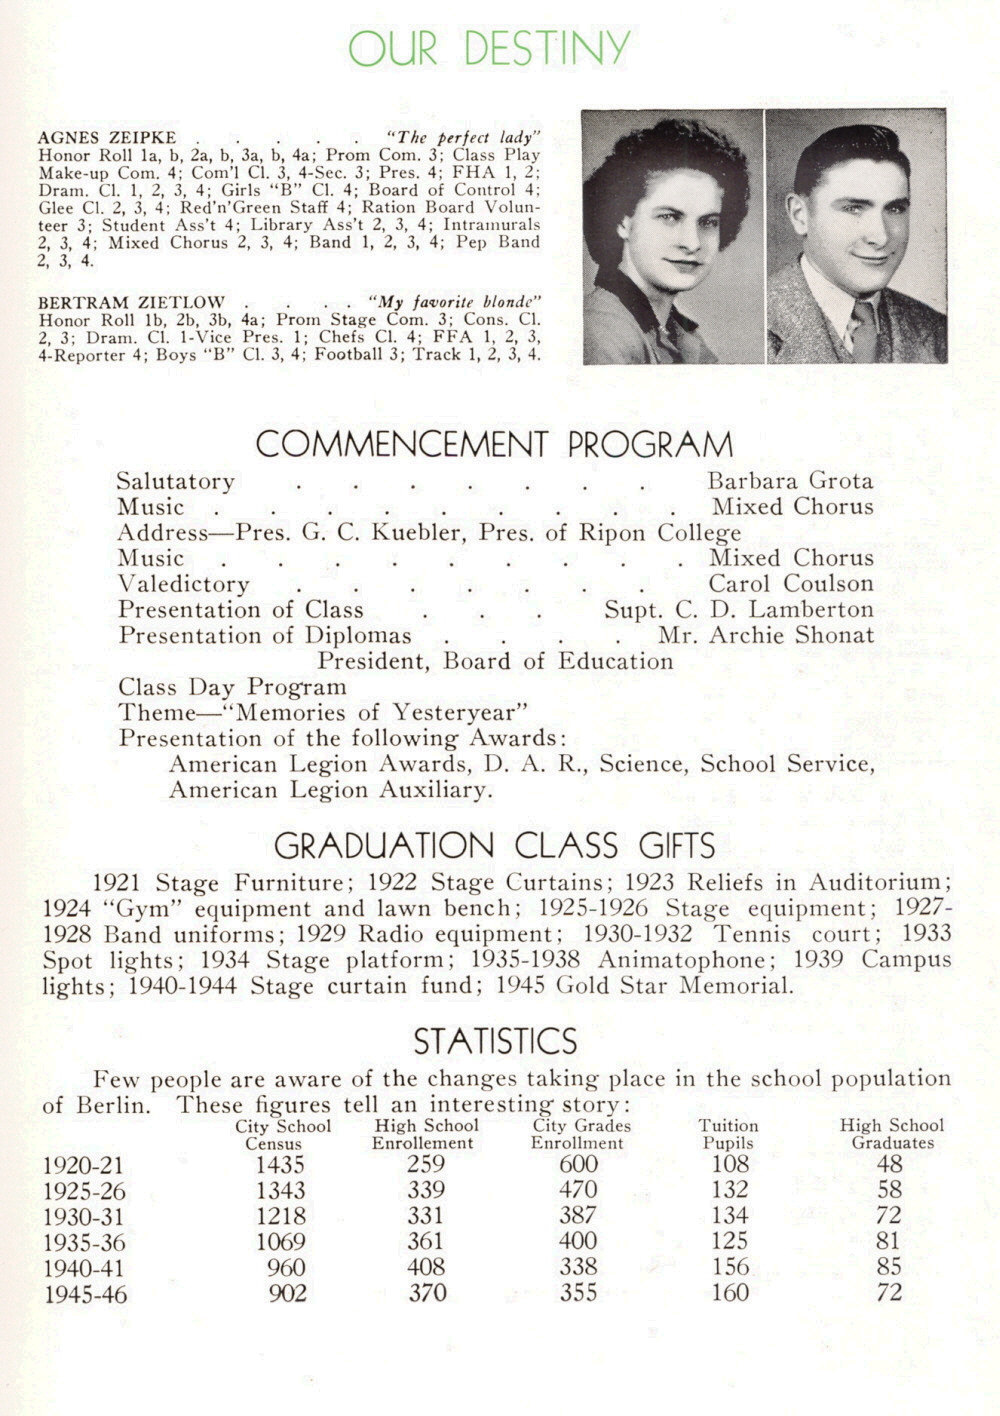 OUR DESTINY
AGNES ZEIPKE . . . . . "The perfect lady"
Honor Roll 1a, b, 2a, b, 3a, b, 4a; Prom Com. 3; Class Play
Make-up Com. 4; Com'l Cl. 3, 4-Sec. 3; Pres. 4; FHA 1, 2;
Dram. Cl. 1, 2, 3, 4; Girls "B" Cl. 4; Board of Control 4;
Glee Cl. 2, 3, 4; Red'n'Green Staff 4; Ration Board Volun-
teer 3; Student Ass't 4; Library Ass't 2, 3, 4; Intramurals
2, 3, 4; Mixed Chorus 2, 3, 4; Band 1, 2, 3, 4; Pep Band
2, 3, 4.
BERTRAM ZIETLOW . . . . "My favorite blonde"
Honor Roll 1b, 2b, 3b, 4a; Prom Stage Com. 3; Cons. Cl.
2, 3; Dram. Cl. 1-Vice Pres. 1; Chefs Cl. 4; FFA 1, 2, 3,
4-Reporter 4; Boys "B" Cl. 3, 4; Football 3; Track 1, 2, 3, 4.
COMMENCEMENT PROGRAM
Salutatory . . . . . . . Barbara Grota
Music . . . . . . . . . Mixed Chorus
Address—Pres. G. C. Kuebler, Pres. of Ripon College
Music . . . . . . . . . Mixed Chorus
Valedictory . . . . . . . Carol Coulson
Presentation of Class . . . Supt. C. D. Lamberton
Presentation of Diplomas . . . . Mr. Archie Shonat
President, Board of Education
Class Day Program
Theme—"Memories of Yesteryear"
Presentation of the following Awards:
American Legion Awards, D. A. R., Science, School Service,
American Legion Auxiliary.
GRADUATION CLASS GIFTS
1921 Stage Furniture; 1922 Stage Curtains; 1923 Reliefs in Auditorium;
1924 "Gym" equipment and lawn bench; 1925-1926 Stage equipment; 1927-
1928 Band uniforms; 1929 Radio equipment; 1930-1932 Tennis court; 1933
Spot lights; 1934 Stage platform; 1935-1938 Animatophone; 1939 Campus
lights; 1940-1944 Stage curtain fund; 1945 Gold Star Memorial.
STATISTICS
Few people are aware of the changes taking place in the school population
of Berlin. These figures tell an interesting story:
City School High School City Grades Tuition High School
Census Enrollement Enrollment Pupils Graduates
1920-21 1435 259 600 108 48
1925-26 1343 339 470 132 58
1930-31 1218 331 387 134 72
1935-36 1069 361 400 125 81
1940-41 960 408 338 156 85
1945-46 902 370 355 160 72